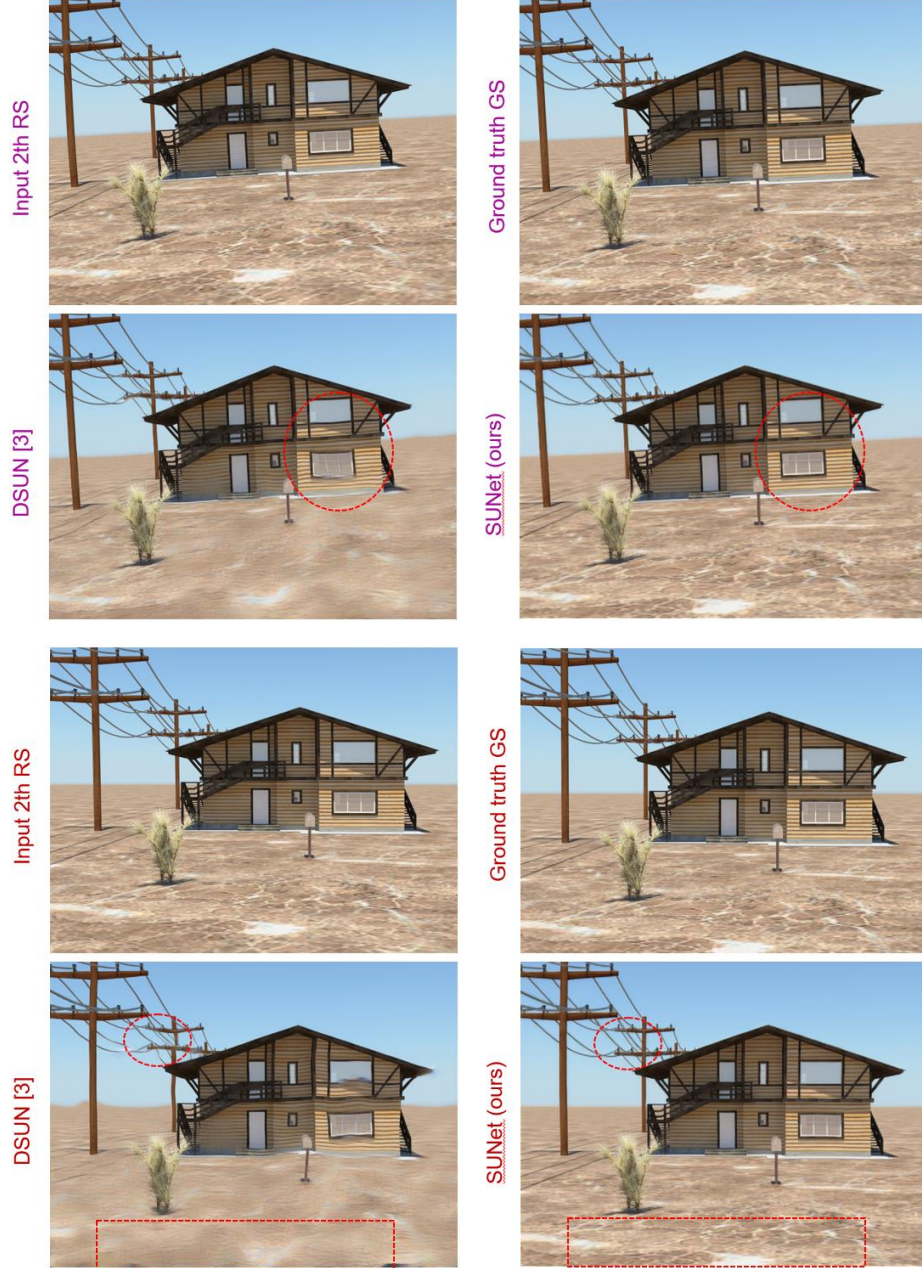 Input 2th RS
Ground truth GS
DSUN [3]
SUNet (ours)
Input 2th RS
Ground truth GS
DSUN [3]
SUNet (ours)